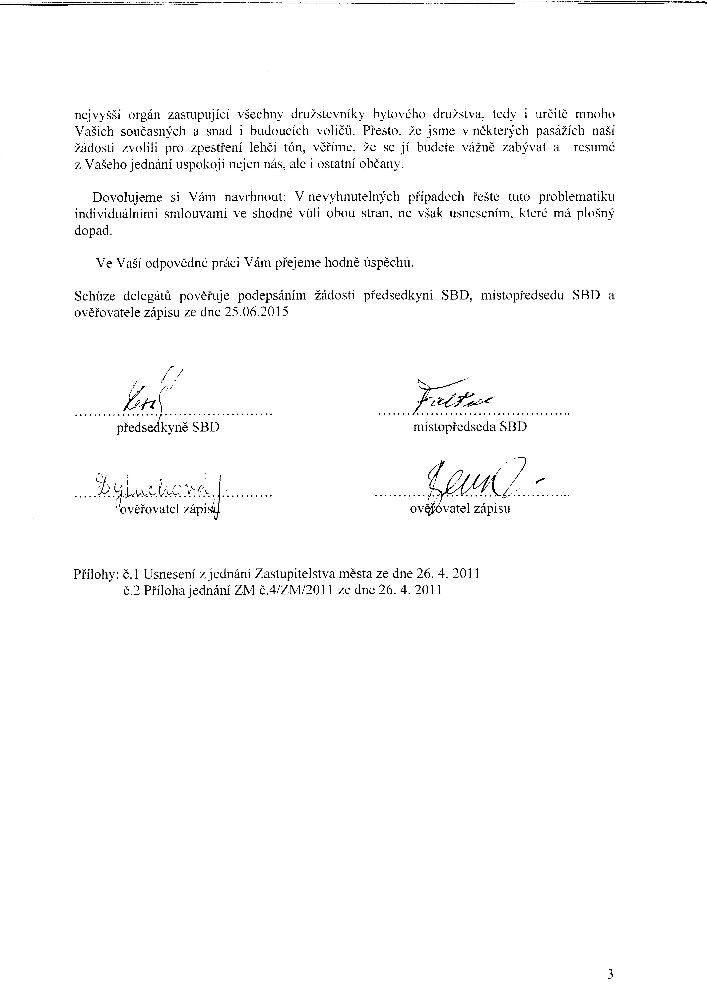 nejvyšší orgán zastupující všechny družstevníky bytového družstva, tedy i určitě mnoho
Vašich současných a snad i budoucích voličů. Přesto, že jsme v některých pasážích naší
žádosti zvolili pro zpestření lehčí tón, věříme, že se jí budete vážně zabývat a resumé
z Vašeho jednání uspokojí nejen nás, ale i ostatní občany.
Dovolujeme si Vám navrhnout: V nevyhnutelných případech řešte tuto problematiku
individuálními smlouvami ve shodné vůli obou stran, ne však usnesením, které má plošný
dopad.
Ve Vaší odpovědné práci Vám přejeme hodně úspěchu.
Schůze delegátů pověřuje podepsáním žádosti předsedkyni SBD, místopředsedu SBD a
ověřovatele zápisu ze dne 25.06.2015
předsedkyně SBD místopředseda SBD
ověřovatel zápisu ověřovatel zápisu
Přílohy: č.1 Usnesení z jednání Zastupitelstva města ze dne 26. 4. 2011
č.2 Příloha jednání ZM č.4/ZM/2011 ze dne 26. 4. 2011
3